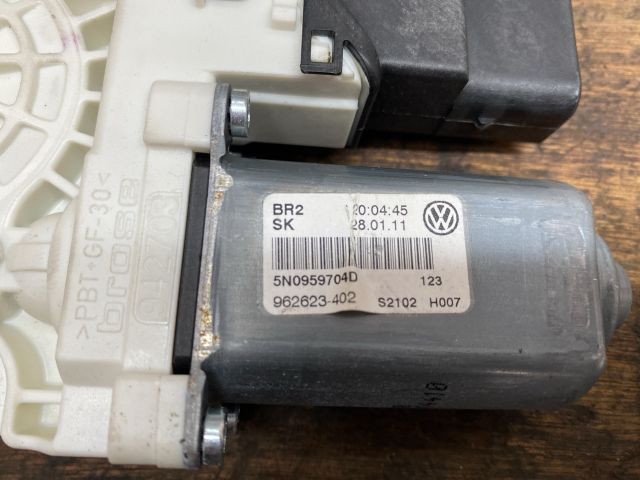 BR2 20:04:45
SK 28.01.11
5N0959704D 123
962623-402 S2102 H007
>PBT+GF-30<
brose